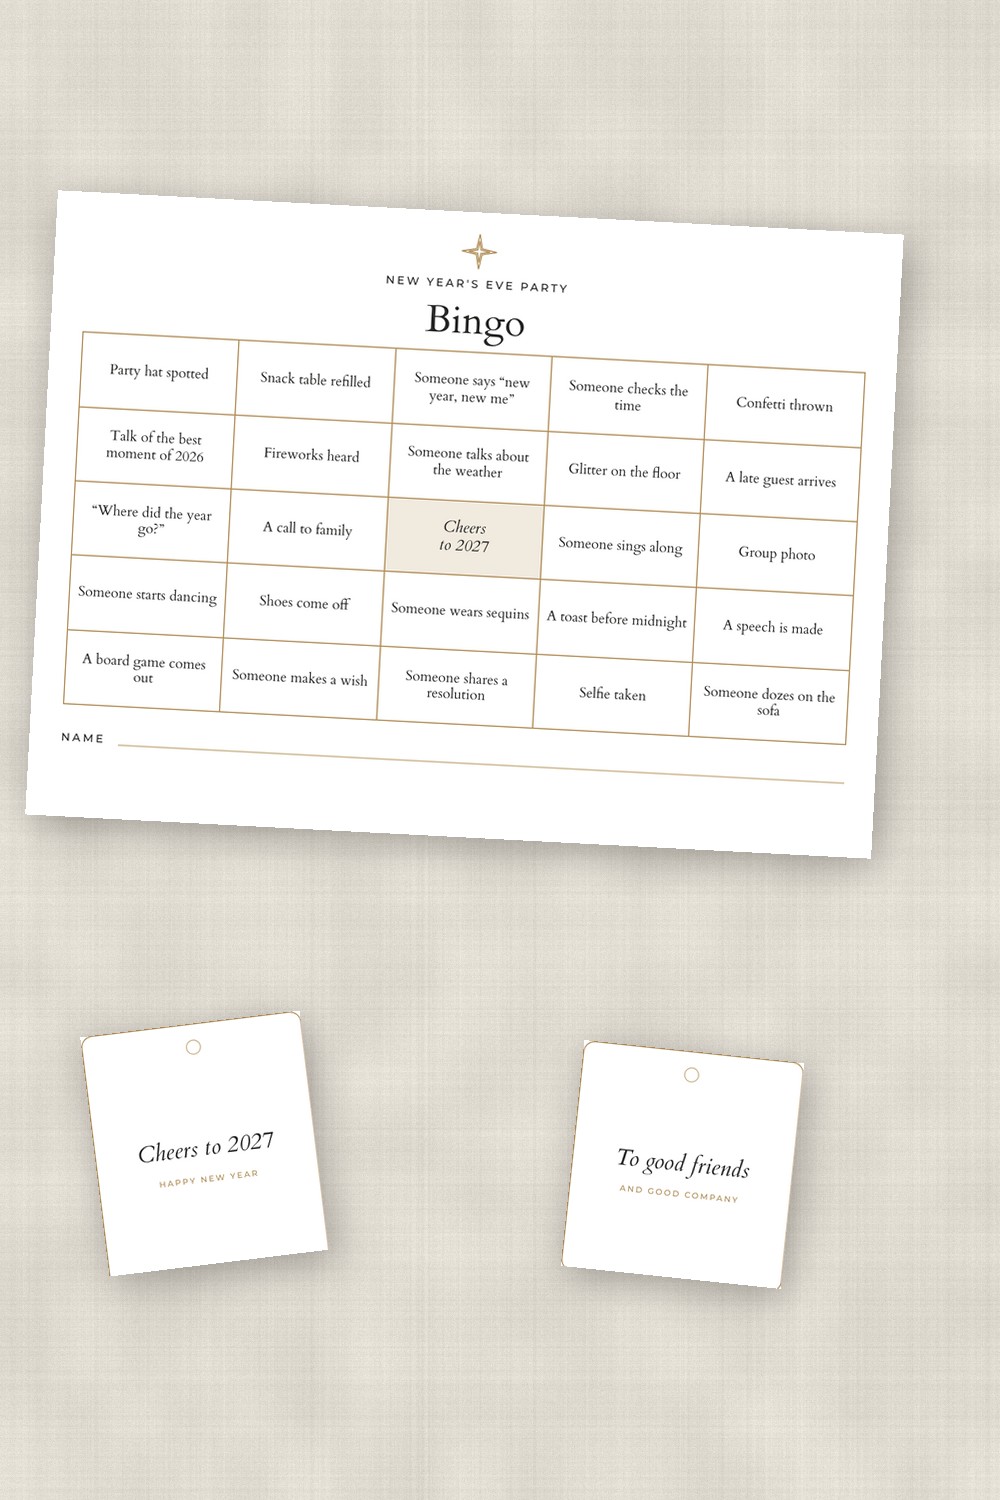 NEW YEAR'S EVE PARTY
Bingo
Party hat spotted
Snack table refilled
Someone says “new
year, new me”
Someone checks the
time
Confetti thrown
Talk of the best
moment of 2026
Fireworks heard
Someone talks about
the weather
Glitter on the floor
A late guest arrives
“Where did the year
go?”
A call to family
Cheers
to 2027
Someone sings along
Group photo
Someone starts dancing
Shoes come off
Someone wears sequins
A toast before midnight
A speech is made
A board game comes
out
Someone makes a wish
Someone shares a
resolution
Selfie taken
Someone dozes on the
sofa
NAME
Cheers to 2027
HAPPY NEW YEAR
To good friends
AND GOOD COMPANY